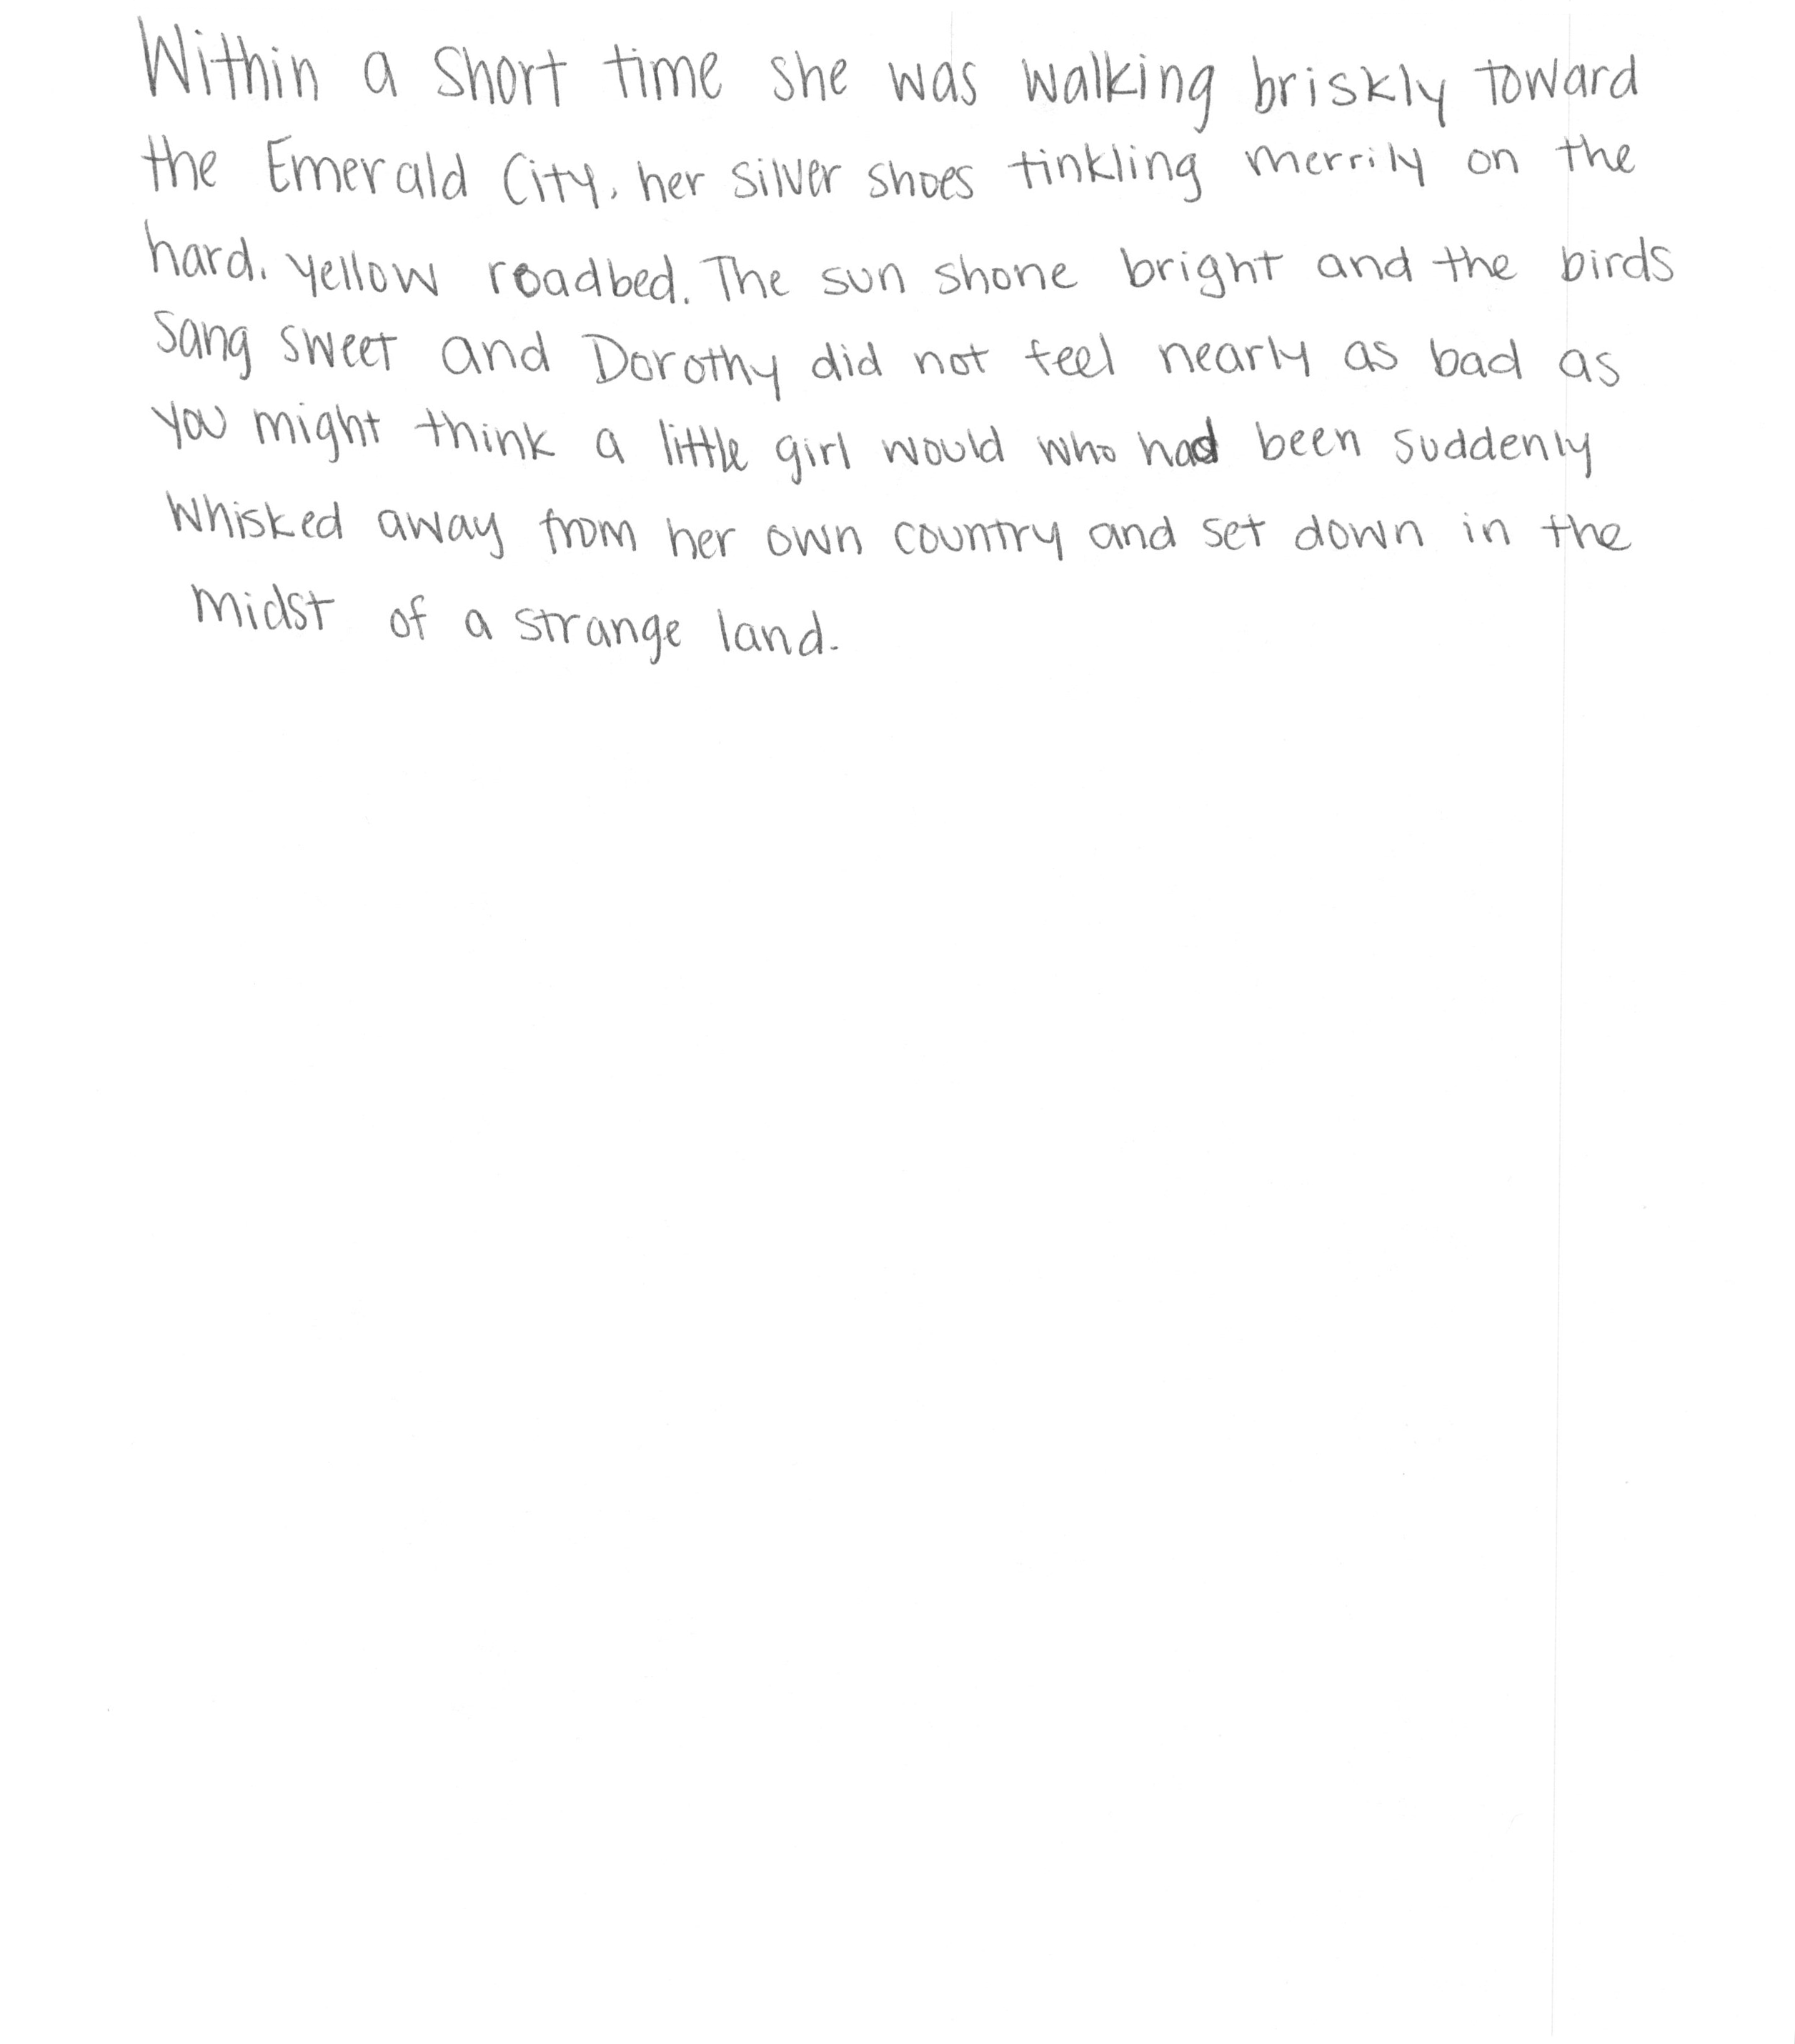 Within a short time she was walking briskly toward
the Emerald City, her silver shoes tinkling merrily on the
hard, yellow roadbed. The sun shone bright and the birds
sang sweet and Dorothy did not feel nearly as bad as
you might think a little girl would who had been suddenly
whisked away from her own country and set down in the
midst of a strange land.